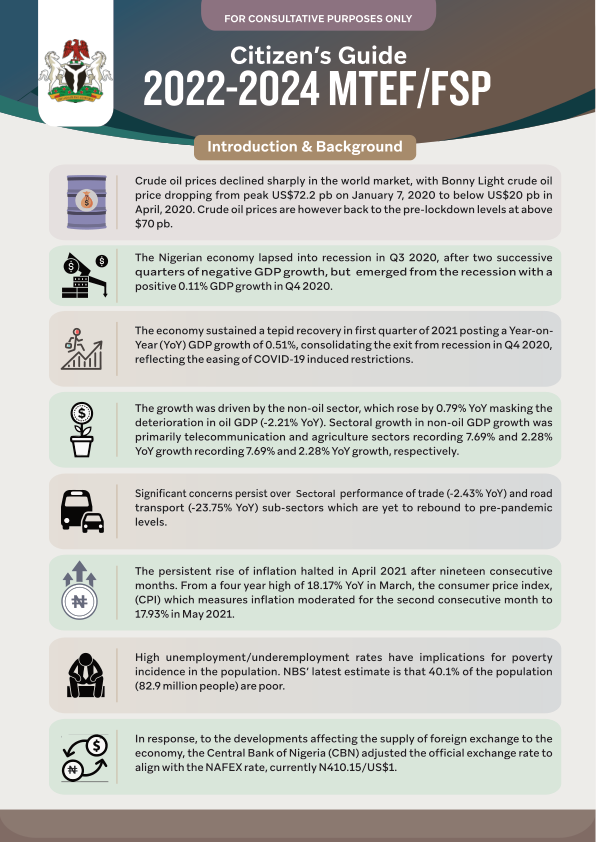 FOR CONSULTATIVE PURPOSES ONLY
Citizen's Guide
2022-2024 MTEF/FSP
Introduction & Background
Crude oil prices declined sharply in the world market, with Bonny Light crude oil
price dropping from peak US$72.2 pb on January 7, 2020 to below US$20 pb in
April, 2020. Crude oil prices are however back to the pre-lockdown levels at above
$70 pb.
The Nigerian economy lapsed into recession in Q3 2020, after two successive
quarters of negative GDP growth, but emerged from the recession with a
positive 0.11% GDP growth in Q4 2020.
The economy sustained a tepid recovery in first quarter of 2021 posting a Year-on-
Year (YoY) GDP growth of 0.51%, consolidating the exit from recession in Q4 2020,
reflecting the easing of COVID-19 induced restrictions.
The growth was driven by the non-oil sector, which rose by 0.79% YoY masking the
deterioration in oil GDP (-2.21% YoY). Sectoral growth in non-oil GDP growth was
primarily telecommunication and agriculture sectors recording 7.69% and 2.28%
YoY growth recording 7.69% and 2.28% YoY growth, respectively.
Significant concerns persist over Sectoral performance of trade (-2.43% YoY) and road
transport (-23.75% YoY) sub-sectors which are yet to rebound to pre-pandemic
levels.
The persistent rise of inflation halted in April 2021 after nineteen consecutive
months. From a four year high of 18.17% YoY in March, the consumer price index,
(CPI) which measures inflation moderated for the second consecutive month to
17.93% in May 2021.
High unemployment/underemployment rates have implications for poverty
incidence in the population. NBS' latest estimate is that 40.1% of the population
(82.9 million people) are poor.
In response, to the developments affecting the supply of foreign exchange to the
economy, the Central Bank of Nigeria (CBN) adjusted the official exchange rate to
align with the NAFEX rate, currently N410.15/US$1.